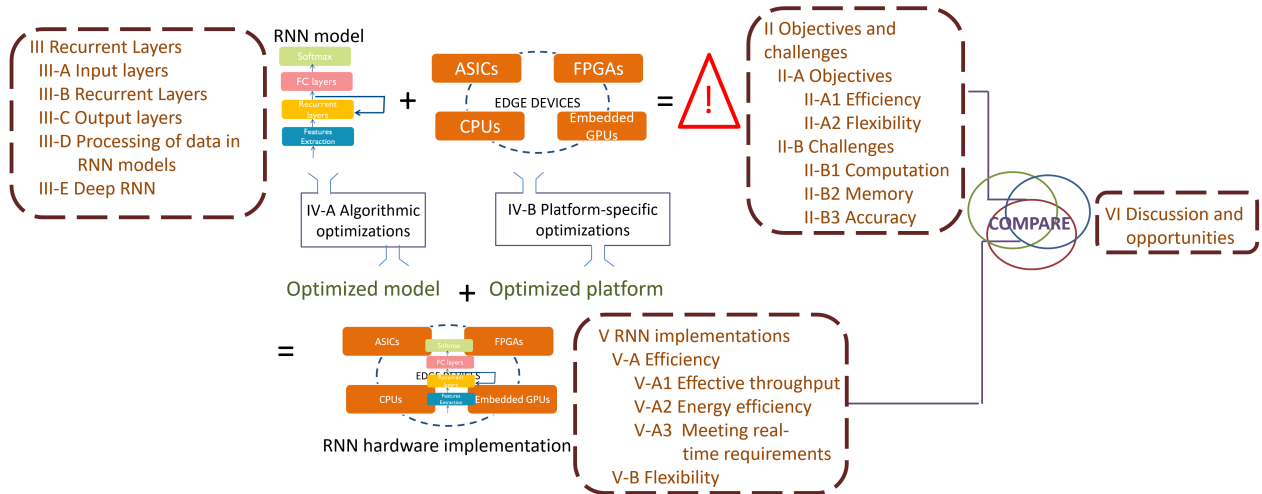 III Recurrent Layers
III-A Input layers
III-B Recurrent Layers
III-C Output layers
III-D Processing of data in
RNN models
III-E Deep RNN
RNN model
Softmax
FC layers
Recurrent
layers
Features
Extraction
+
ASICs
FPGAs
EDGE DEVICES
CPUs
Embedded
GPUs
=
!
II Objectives and
challenges
II-A Objectives
II-A1 Efficiency
II-A2 Flexibility
II-B Challenges
II-B1 Computation
II-B2 Memory
II-B3 Accuracy
COMPARE
VI Discussion and
opportunities
IV-A Algorithmic
optimizations
IV-B Platform-specific
optimizations
Optimized model
+
Optimized platform
=
ASICs
Softmax
FPGAs
FC layers
EDGE DEVICES
Recurrent
layers
CPUs
Features
Extraction
Embedded GPUs
RNN hardware implementation
V RNN implementations
V-A Efficiency
V-A1 Effective throughput
V-A2 Energy efficiency
V-A3 Meeting real-
time requirements
V-B Flexibility